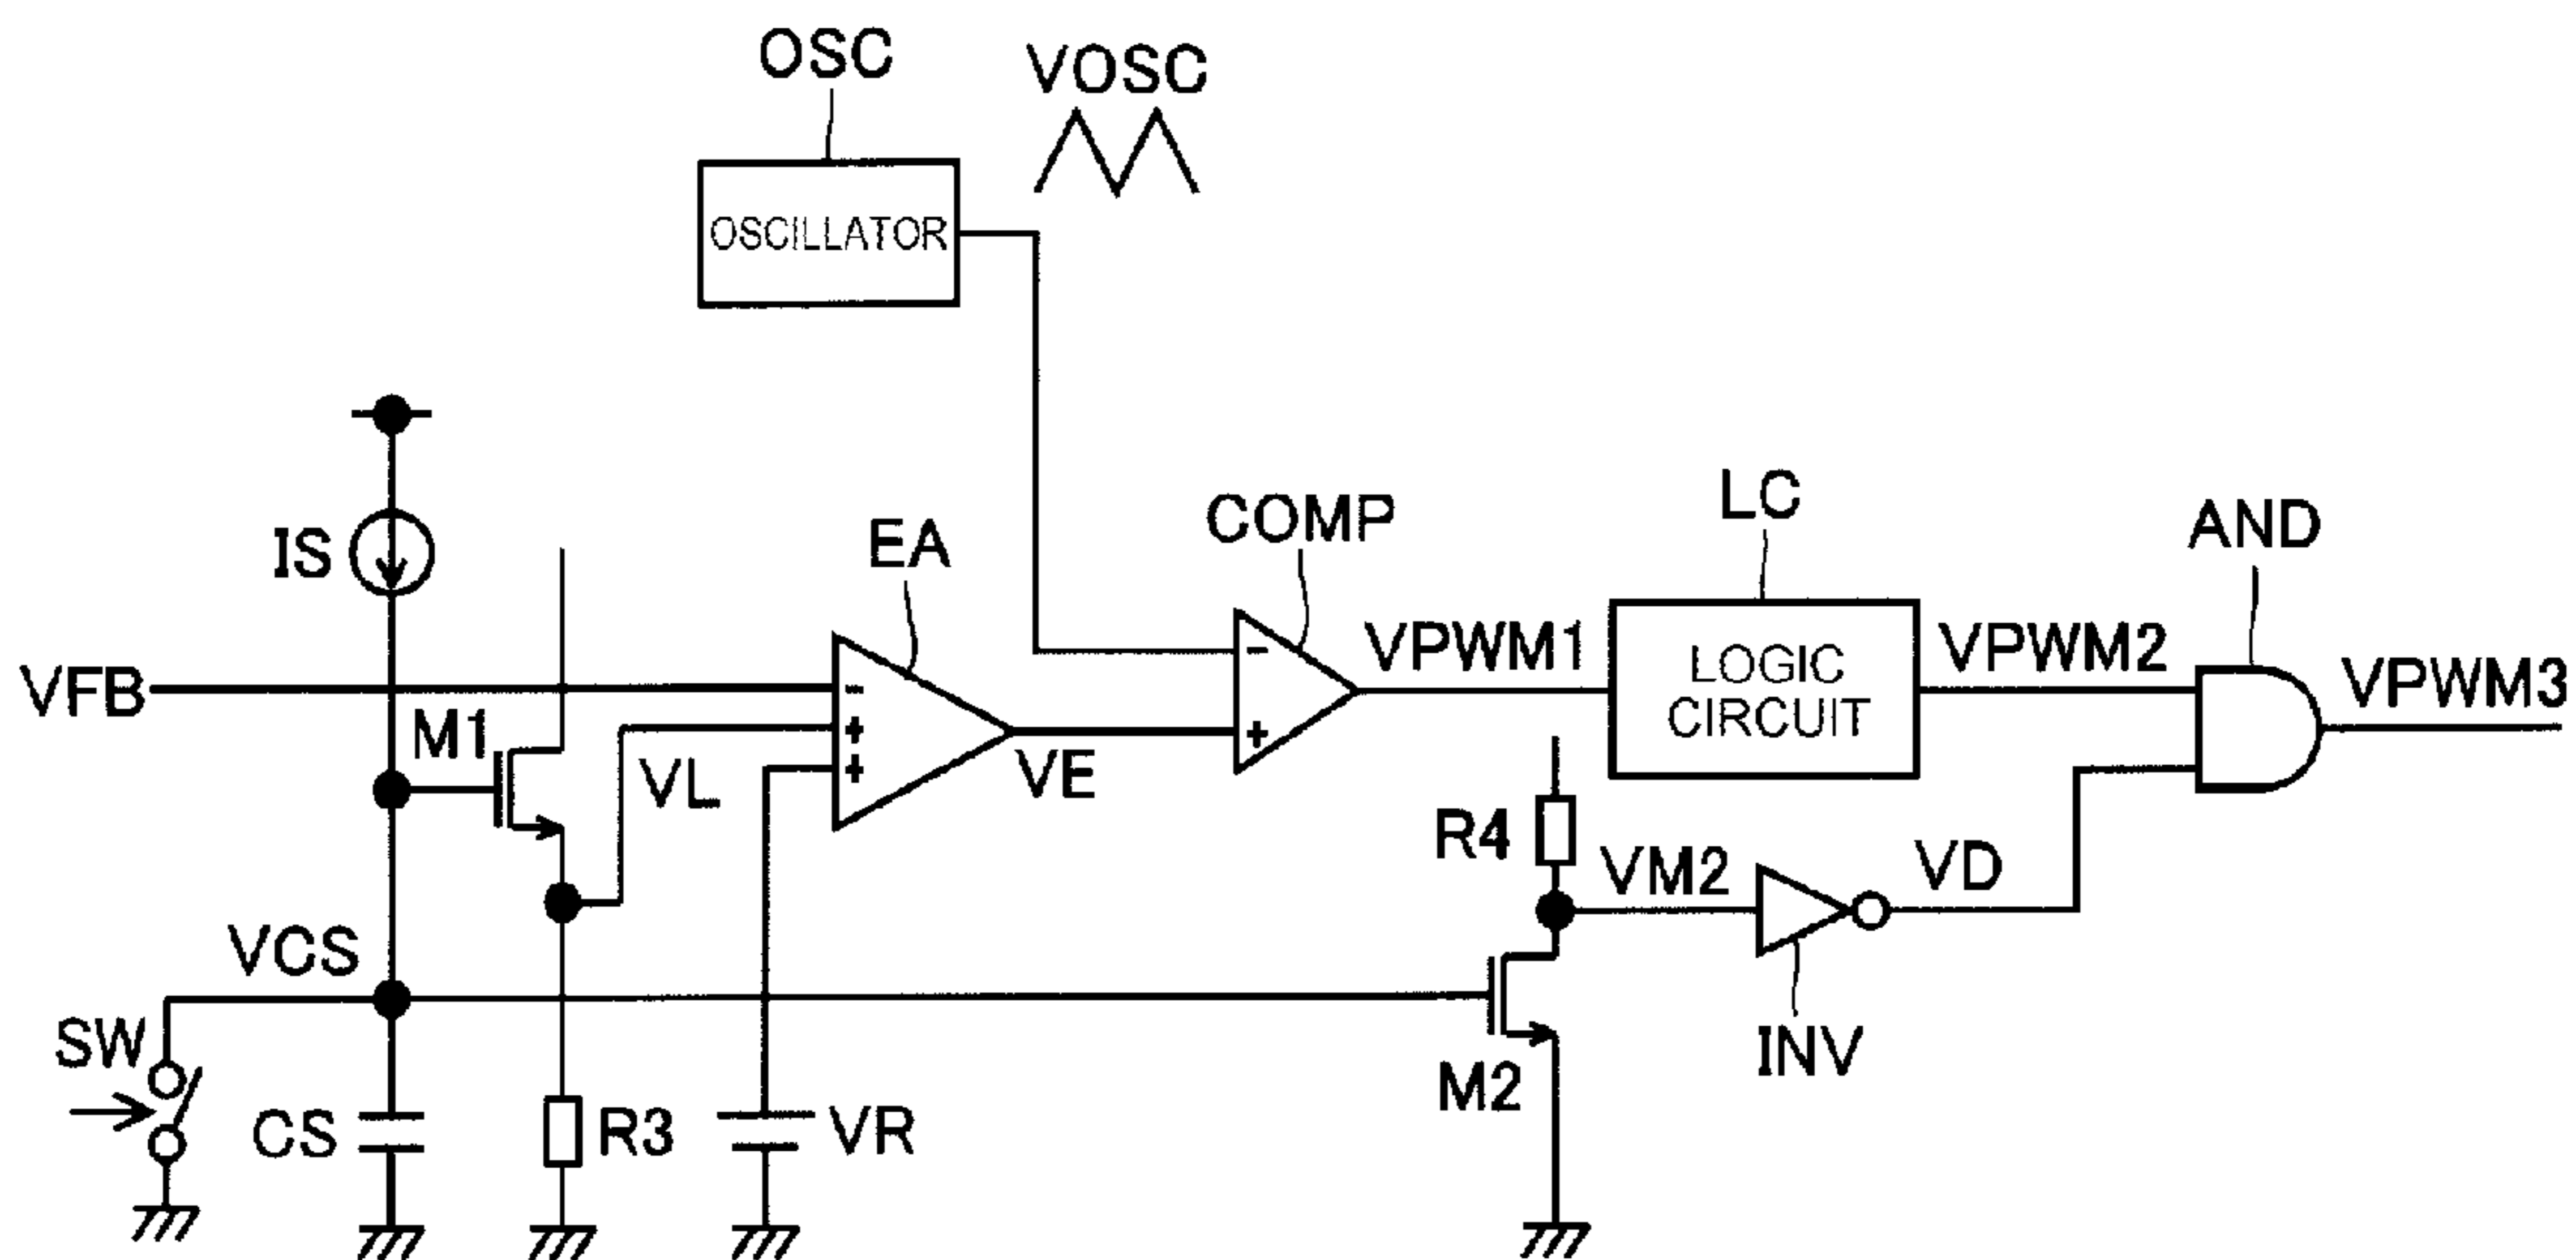 OSC
VOSC
OSCILLATOR
IS
EA
COMP
LC
AND
VFB
M1
VL
-
+
+
VE
-
+
VPWM1
LOGIC
CIRCUIT
VPWM2
VPWM3
R4
VM2
VD
VCS
SW
CS
R3
VR
M2
INV